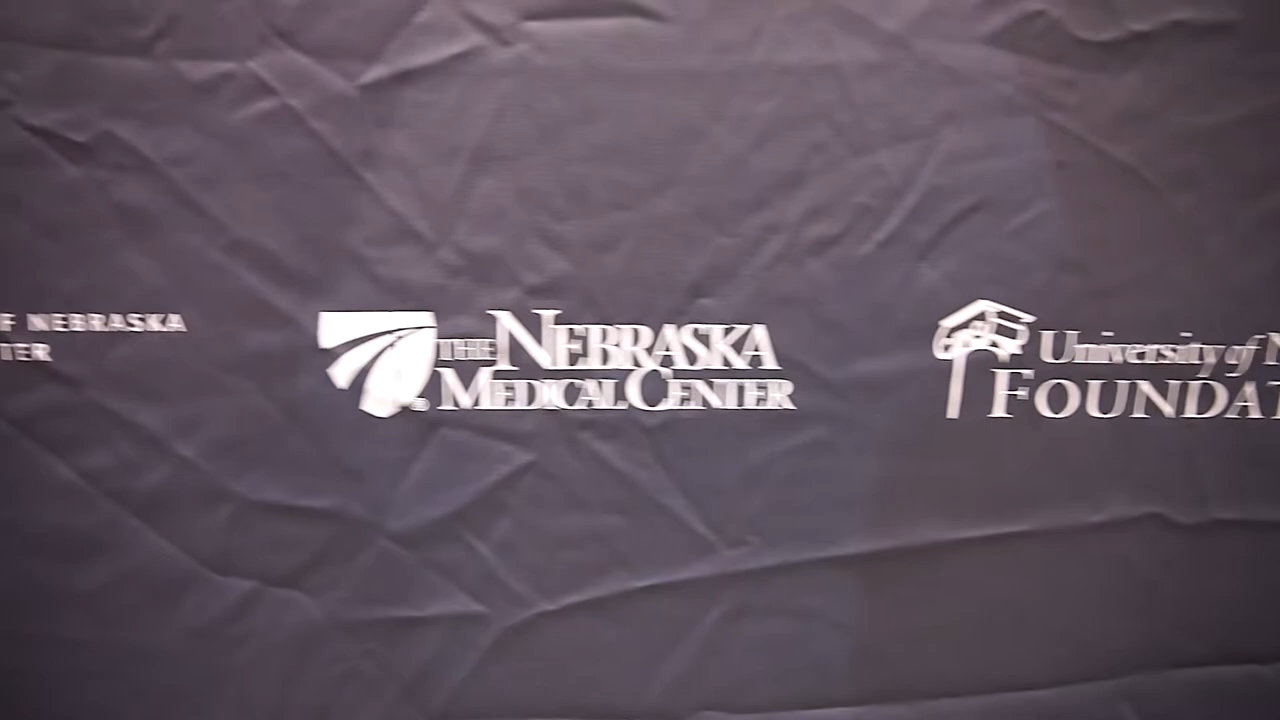 F NEBRASKA
TER
THE NEBRASKA
MEDICAL CENTER
University of N
FOUNDAT